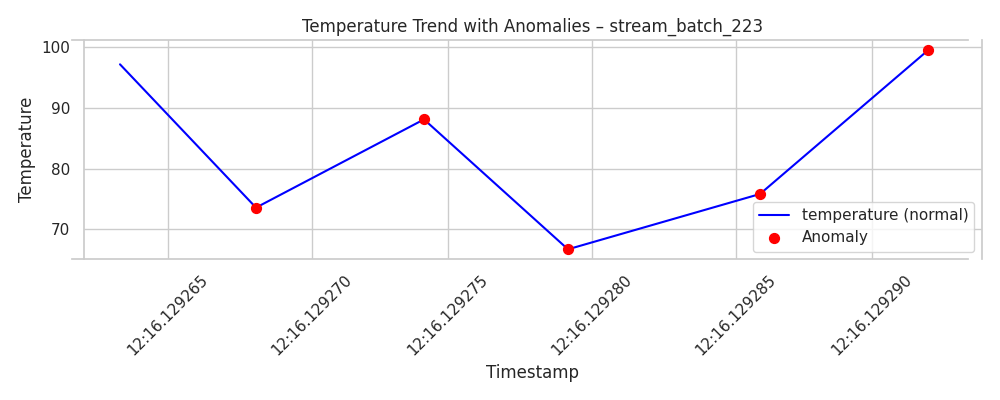 Temperature Trend with Anomalies – stream_batch_223
Temperature
100
90
80
70
temperature (normal)
Anomaly
12:16.129265
12:16.129270
12:16.129275
12:16.129280
12:16.129285
12:16.129290
Timestamp